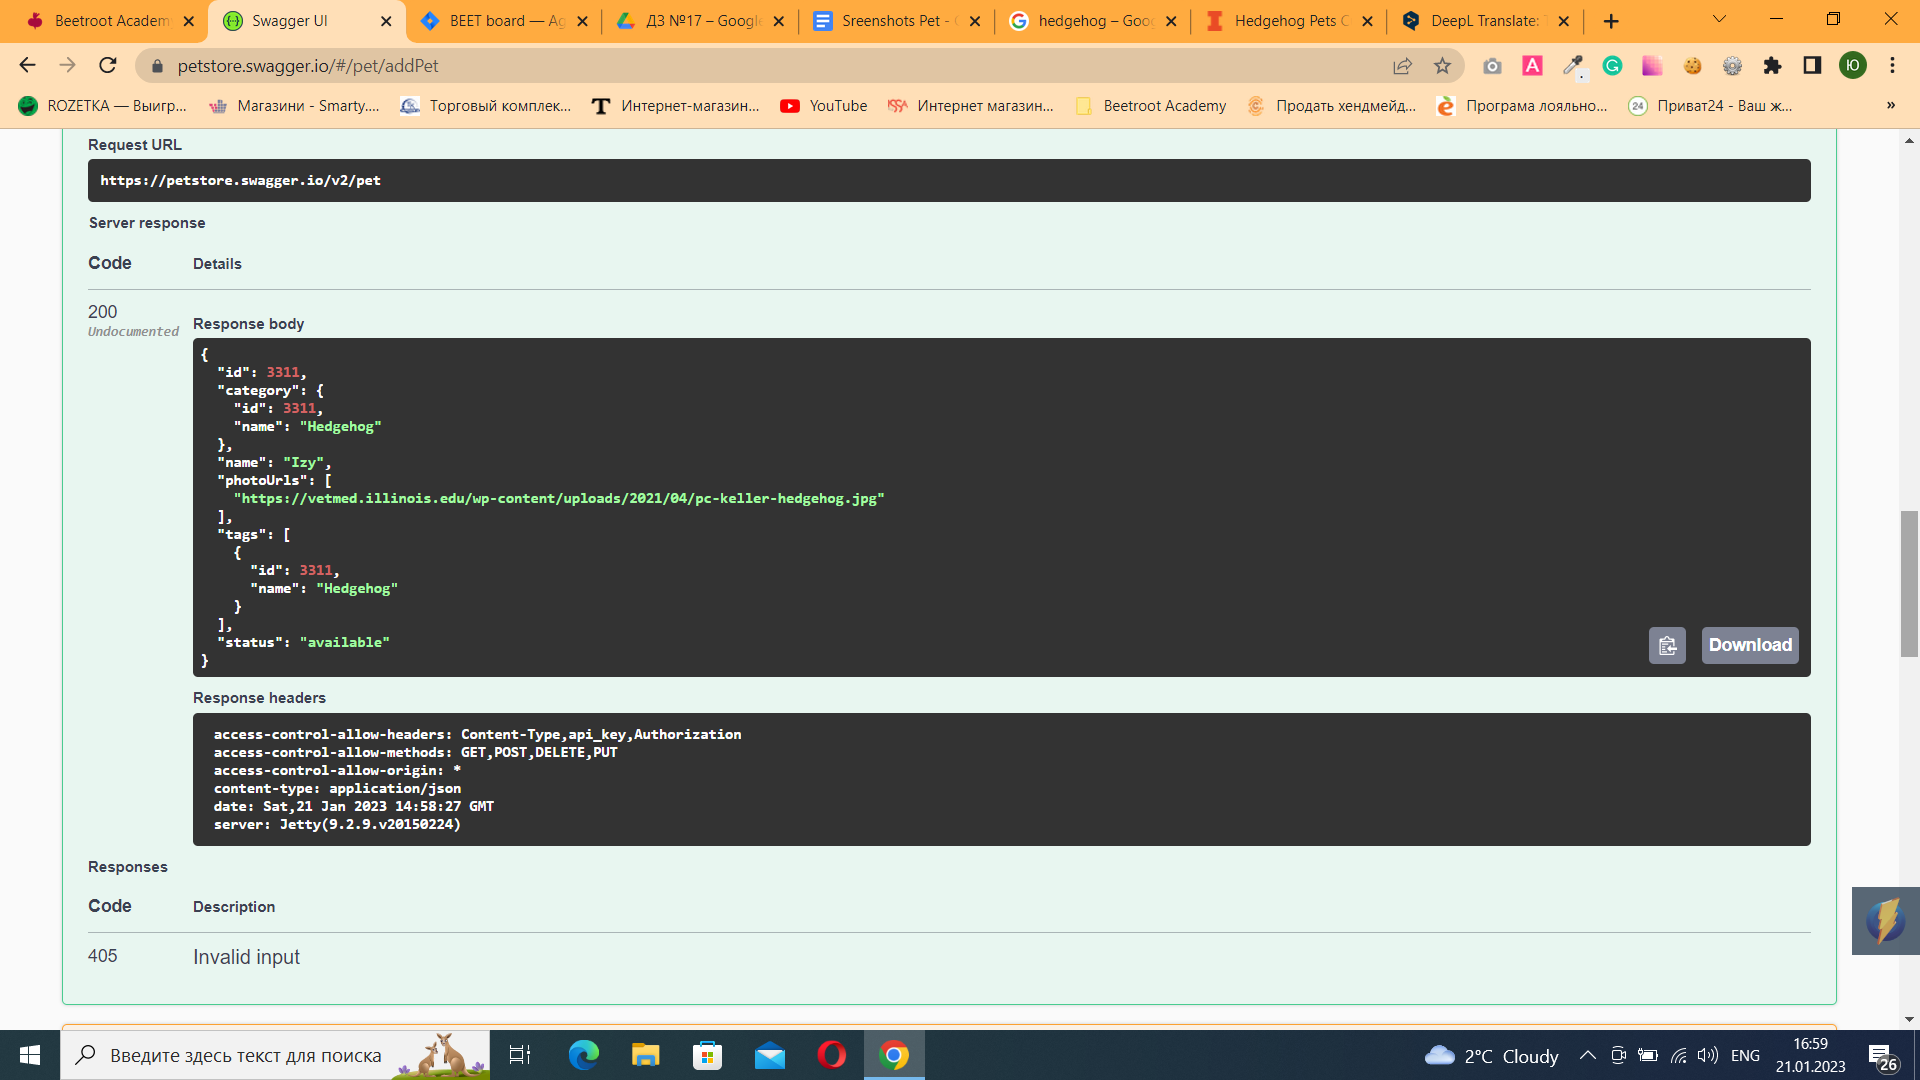 Beetroot Academ
Swagger UI
BEET board — Ag
ДЗ №17 – Google
Sreenshots Pet -
hedgehog – Goo
Hedgehog Pets C
DeepL Translate:
petstore.swagger.io/#/pet/addPet
Ю
ROZETKA — Выигр...
Магазини - Smarty....
Торговый комплек...
Интернет-магазин...
YouTube
Интернет магазин...
Beetroot Academy
Продать хендмейд...
Програма лояльно...
24
Приват24 - Ваш ж...
»
Request URL
https://petstore.swagger.io/v2/pet
Server response
Code Details
200
Undocumented
Response body
{
"id": 3311,
"category": {
"id": 3311,
"name": "Hedgehog"
},
"name": "Izy",
"photoUrls": [
"https://vetmed.illinois.edu/wp-content/uploads/2021/04/pc-keller-hedgehog.jpg"
],
"tags": [
{
"id": 3311,
"name": "Hedgehog"
}
],
"status": "available"
}
Download
Response headers
access-control-allow-headers: Content-Type,api_key,Authorization
access-control-allow-methods: GET,POST,DELETE,PUT
access-control-allow-origin: *
content-type: application/json
date: Sat,21 Jan 2023 14:58:27 GMT
server: Jetty(9.2.9.v20150224)
Responses
Code Description
405 Invalid input
Введите здесь текст для поиска
2°C Cloudy
ENG
16:59
21.01.2023
26